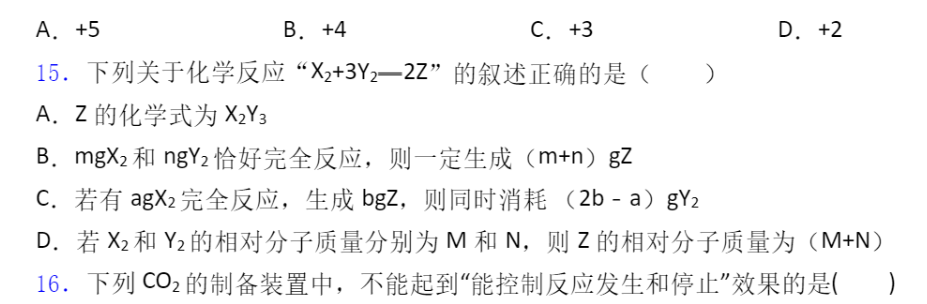 A．+5 B．+4 C．+3 D．+2
15．下列关于化学反应“X₂+3Y₂═2Z”的叙述正确的是（ ）
A．Z 的化学式为 X₂Y₃
B．mgX₂ 和 ngY₂ 恰好完全反应，则一定生成（m+n）gZ
C．若有 agX₂ 完全反应，生成 bgZ，则同时消耗 （2b﹣a）gY₂
D．若 X₂ 和 Y₂ 的相对分子质量分别为 M 和 N，则 Z 的相对分子质量为（M+N）
16．下列 CO₂ 的制备装置中，不能起到“能控制反应发生和停止”效果的是( )